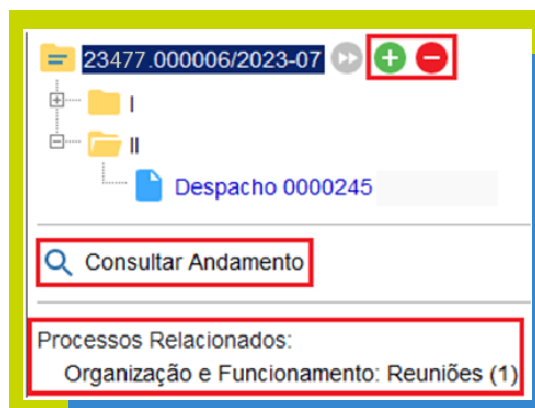 23477.000006/2023-07
I
II
Despacho 0000245
Consultar Andamento
Processos Relacionados:
Organização e Funcionamento: Reuniões (1)